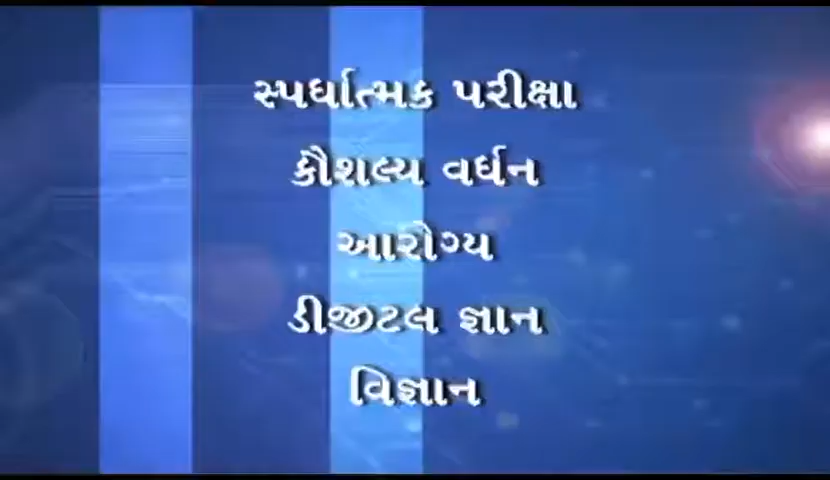 સ્પર્ધાત્મક પરીક્ષા
કૌશલ્ય વર્ધન
આરોગ્ય
ડીજીટલ જ્ઞાન
વિજ્ઞાન